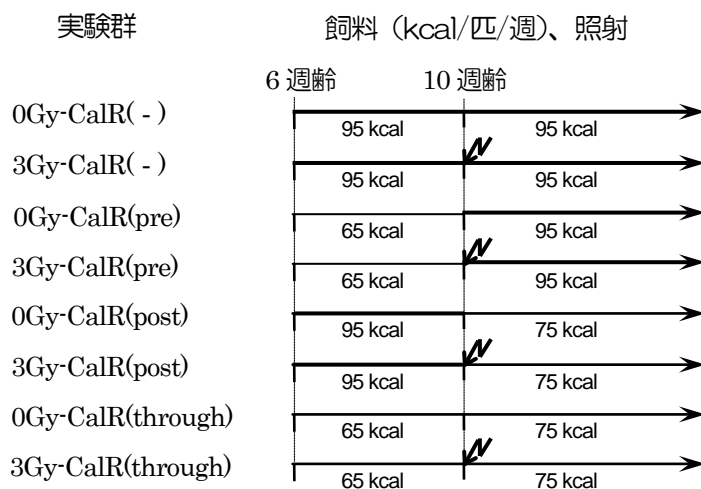 実験群 飼料（kcal/匹/週）、照射
6 週齢 10 週齢
0Gy-CalR( - )
95 kcal 95 kcal
3Gy-CalR( - )
95 kcal 95 kcal
0Gy-CalR(pre)
65 kcal 95 kcal
3Gy-CalR(pre)
65 kcal 95 kcal
0Gy-CalR(post)
95 kcal 75 kcal
3Gy-CalR(post)
95 kcal 75 kcal
0Gy-CalR(through)
65 kcal 75 kcal
3Gy-CalR(through)
65 kcal 75 kcal